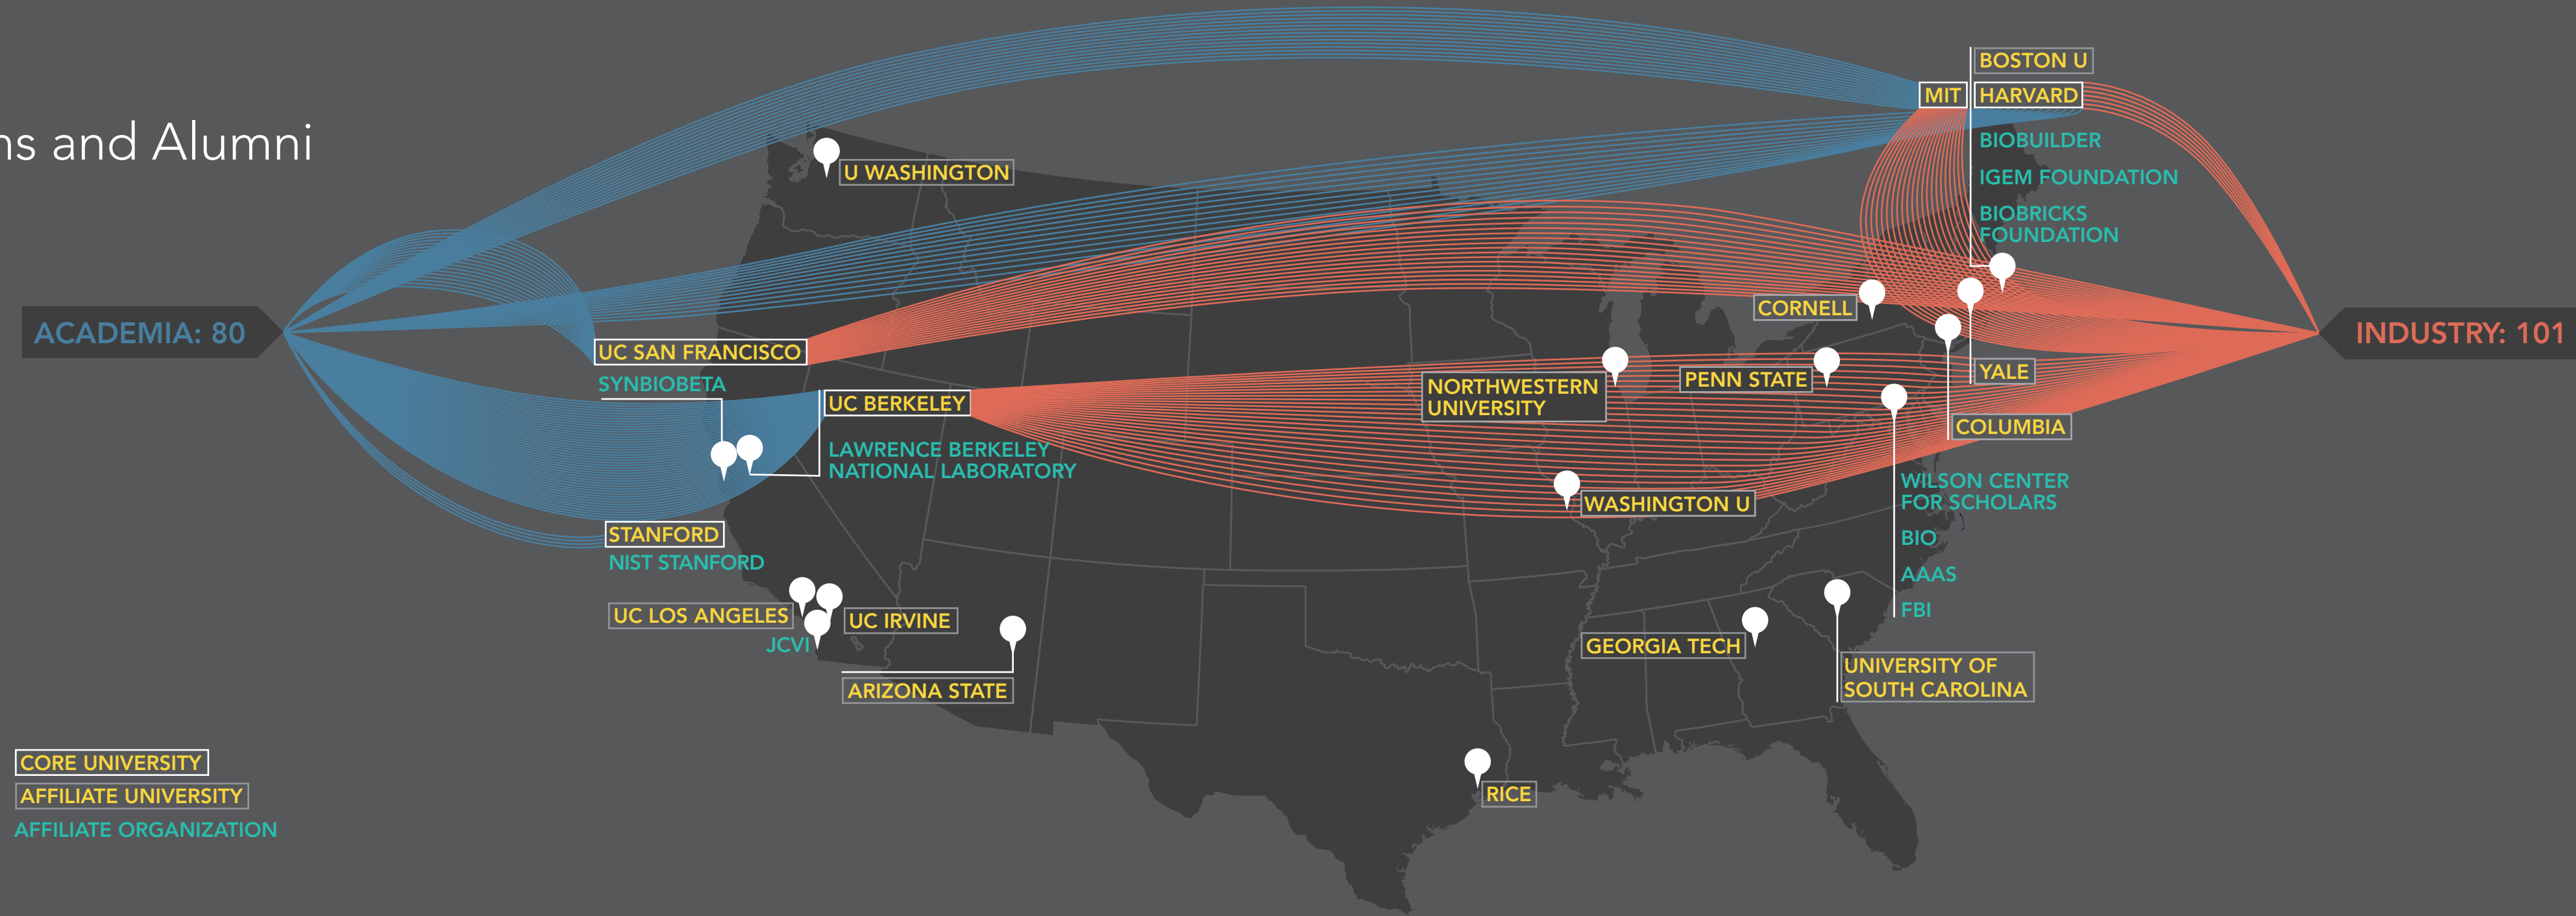 ns and Alumni
ACADEMIA: 80
INDUSTRY: 101
U WASHINGTON
UC SAN FRANCISCO
SYNBIOBETA
UC BERKELEY
LAWRENCE BERKELEY
NATIONAL LABORATORY
STANFORD
NIST STANFORD
UC LOS ANGELES
UC IRVINE
JCVI
ARIZONA STATE
NORTHWESTERN
UNIVERSITY
WASHINGTON U
PENN STATE
CORNELL
MIT
BOSTON U
HARVARD
BIOBUILDER
IGEM FOUNDATION
BIOBRICKS
FOUNDATION
YALE
COLUMBIA
WILSON CENTER
FOR SCHOLARS
BIO
AAAS
FBI
GEORGIA TECH
UNIVERSITY OF
SOUTH CAROLINA
RICE
CORE UNIVERSITY
AFFILIATE UNIVERSITY
AFFILIATE ORGANIZATION